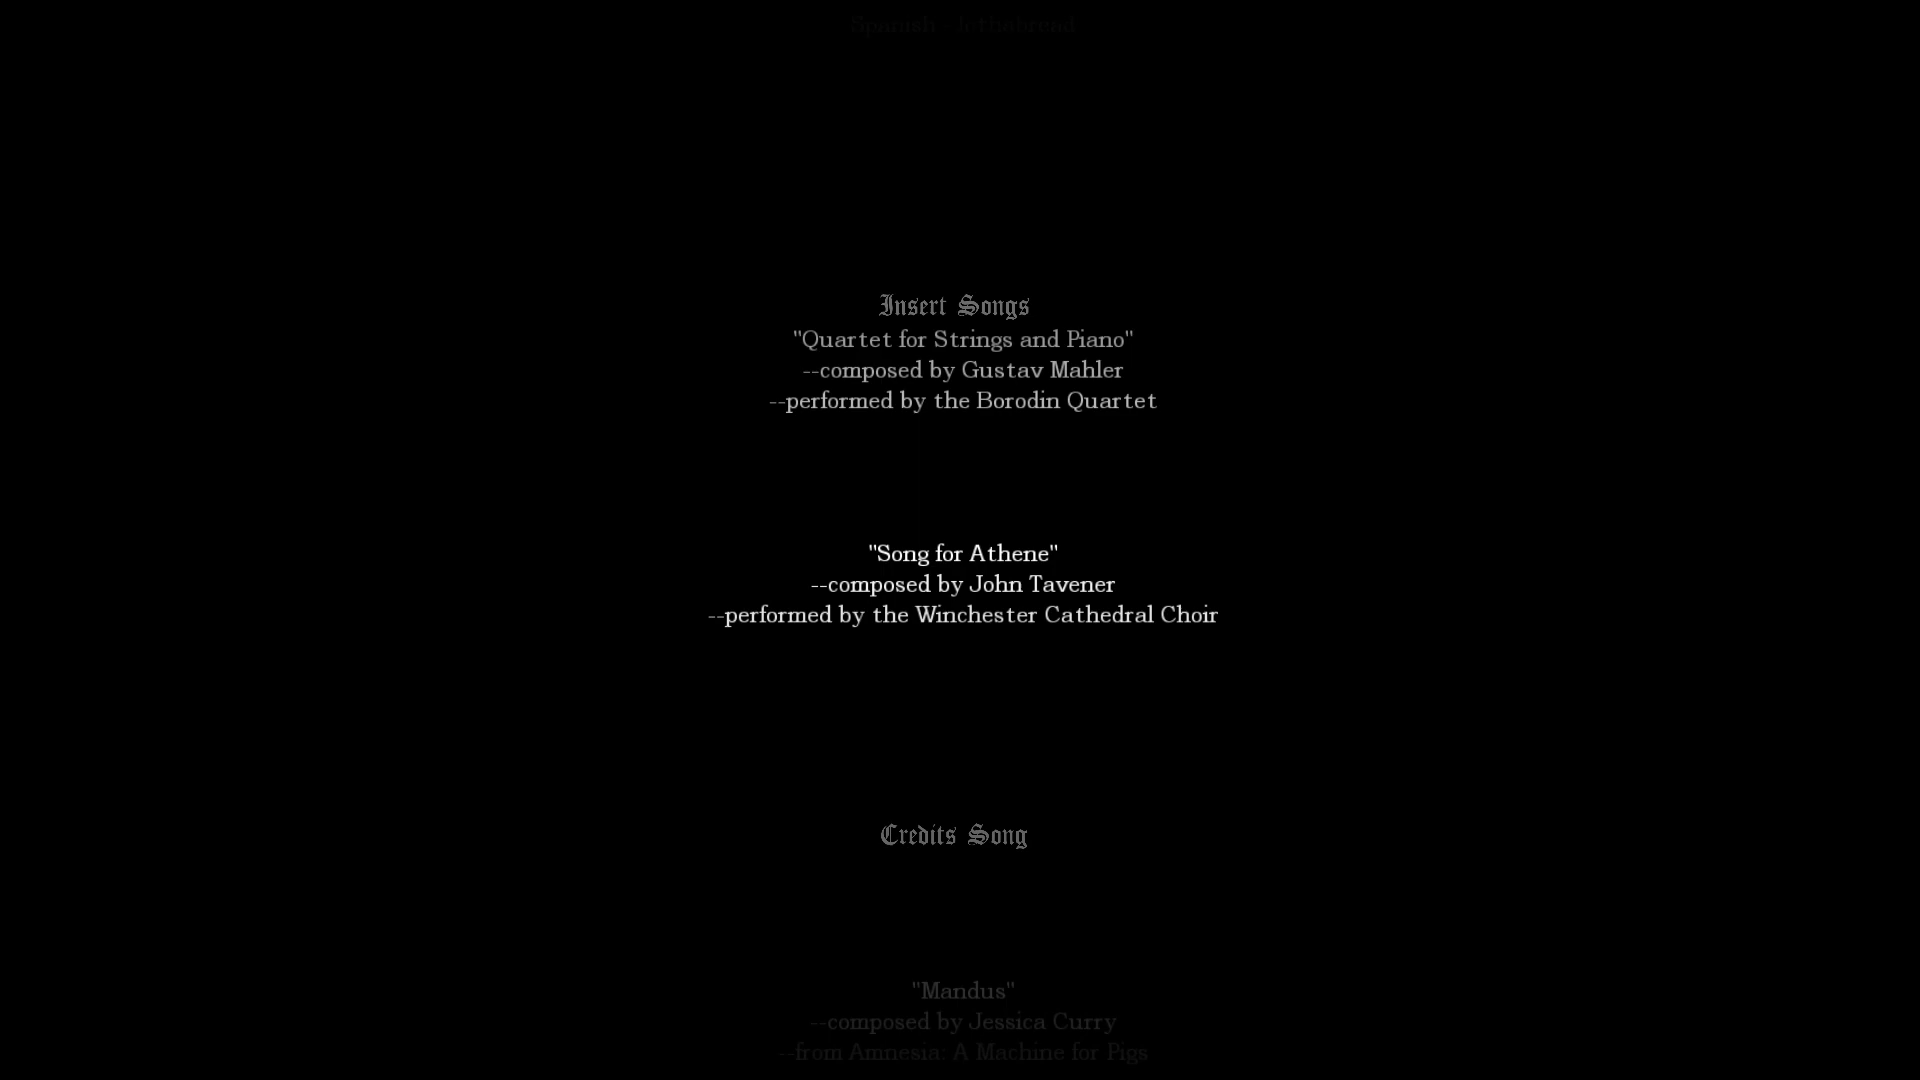 Spanish -
Insert Songs
"Quartet for Strings and Piano"
--composed by Gustav Mahler
--performed by the Borodin Quartet
"Song for Athene"
--composed by John Tavener
--performed by the Winchester Cathedral Choir
Credits Song
"Mandus"
--composed by Jessica Curry
--from Amnesia: A Machine for Pigs